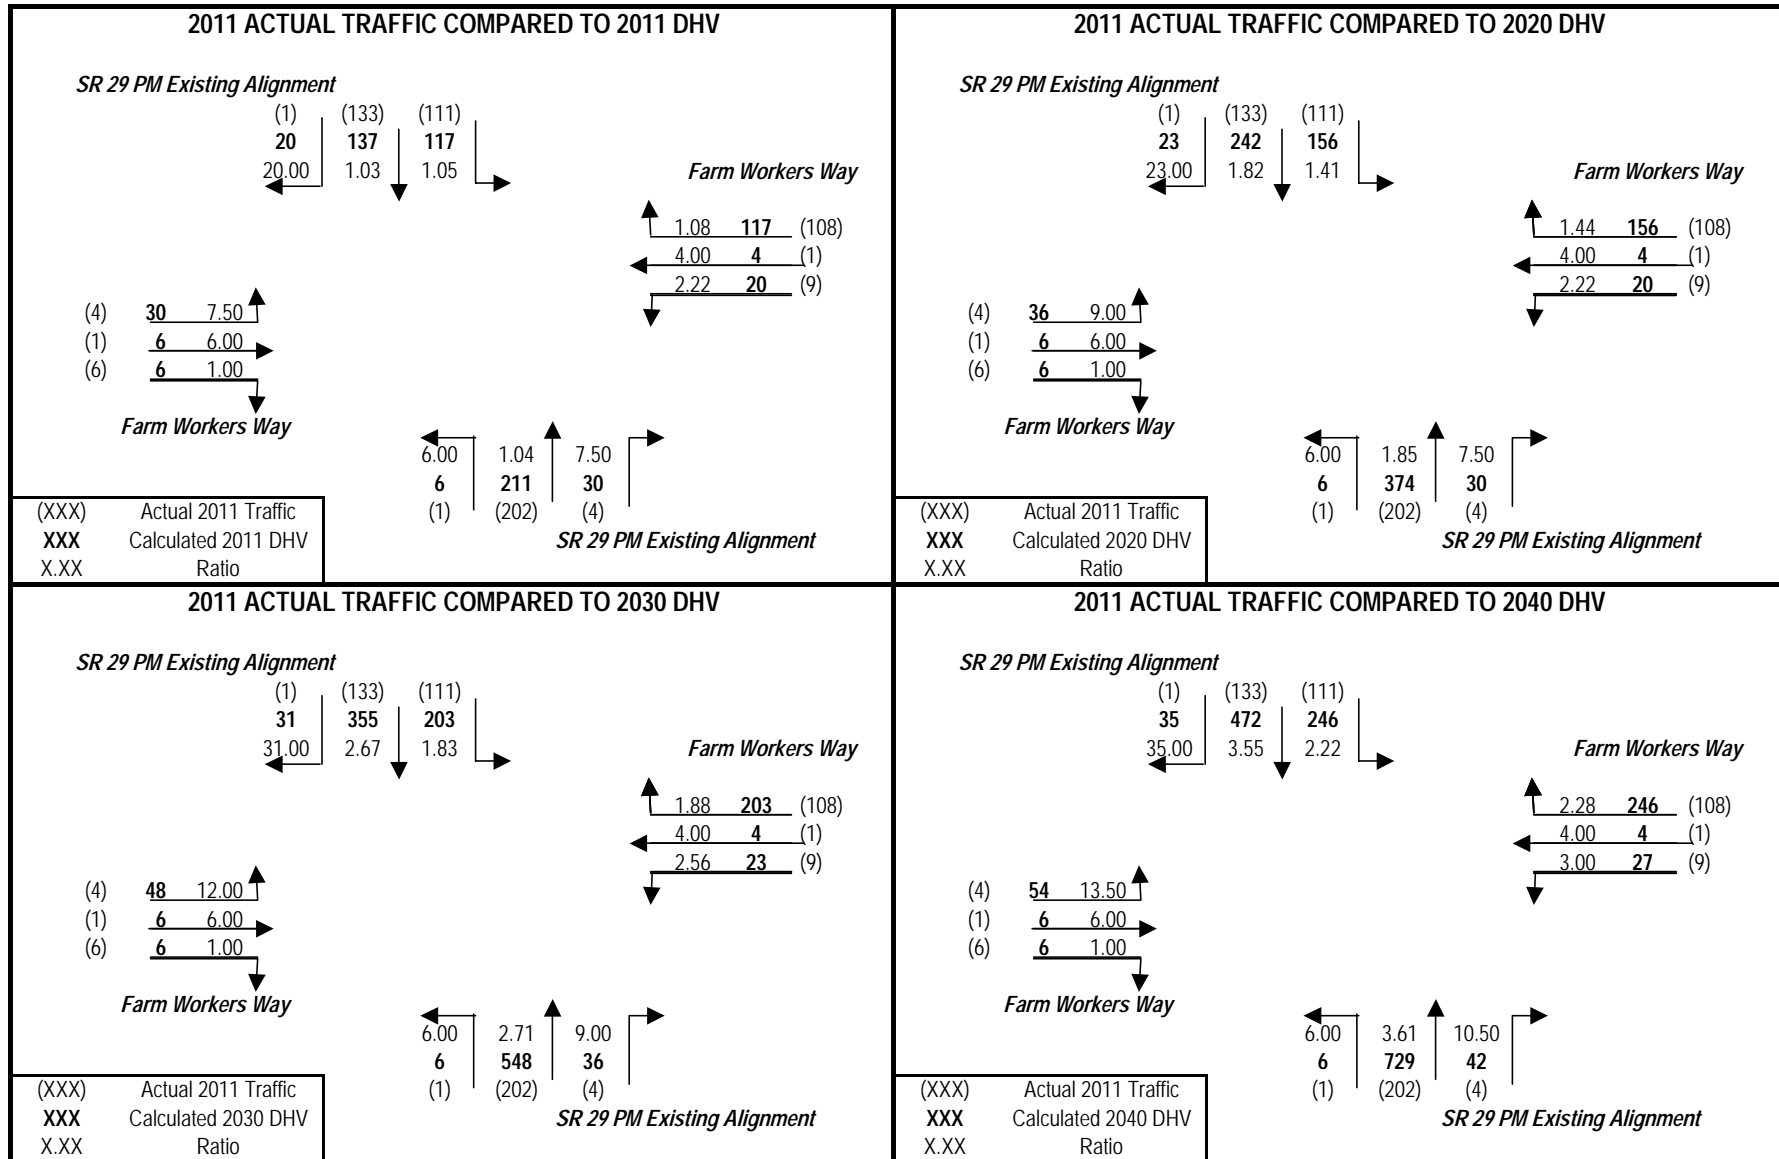 2011 ACTUAL TRAFFIC COMPARED TO 2011 DHV
SR 29 PM Existing Alignment
(1) (133) (111)
20 137 117
20.00 1.03 1.05
Farm Workers Way
1.08 117 (108)
4.00 4 (1)
2.22 20 (9)
(4) 30 7.50
(1) 6 6.00
(6) 6 1.00
Farm Workers Way
6.00 1.04 7.50
6 211 30
(1) (202) (4)
SR 29 PM Existing Alignment
(XXX) Actual 2011 Traffic
XXX Calculated 2011 DHV
X.XX Ratio
2011 ACTUAL TRAFFIC COMPARED TO 2020 DHV
SR 29 PM Existing Alignment
(1) (133) (111)
23 242 156
23.00 1.82 1.41
Farm Workers Way
1.44 156 (108)
4.00 4 (1)
2.22 20 (9)
(4) 36 9.00
(1) 6 6.00
(6) 6 1.00
Farm Workers Way
6.00 1.85 7.50
6 374 30
(1) (202) (4)
SR 29 PM Existing Alignment
(XXX) Actual 2011 Traffic
XXX Calculated 2020 DHV
X.XX Ratio
2011 ACTUAL TRAFFIC COMPARED TO 2030 DHV
SR 29 PM Existing Alignment
(1) (133) (111)
31 355 203
31.00 2.67 1.83
Farm Workers Way
1.88 203 (108)
4.00 4 (1)
2.56 23 (9)
(4) 48 12.00
(1) 6 6.00
(6) 6 1.00
Farm Workers Way
6.00 2.71 9.00
6 548 36
(1) (202) (4)
SR 29 PM Existing Alignment
(XXX) Actual 2011 Traffic
XXX Calculated 2030 DHV
X.XX Ratio
2011 ACTUAL TRAFFIC COMPARED TO 2040 DHV
SR 29 PM Existing Alignment
(1) (133) (111)
35 472 246
35.00 3.55 2.22
Farm Workers Way
2.28 246 (108)
4.00 4 (1)
3.00 27 (9)
(4) 54 13.50
(1) 6 6.00
(6) 6 1.00
Farm Workers Way
6.00 3.61 10.50
6 729 42
(1) (202) (4)
SR 29 PM Existing Alignment
(XXX) Actual 2011 Traffic
XXX Calculated 2040 DHV
X.XX Ratio